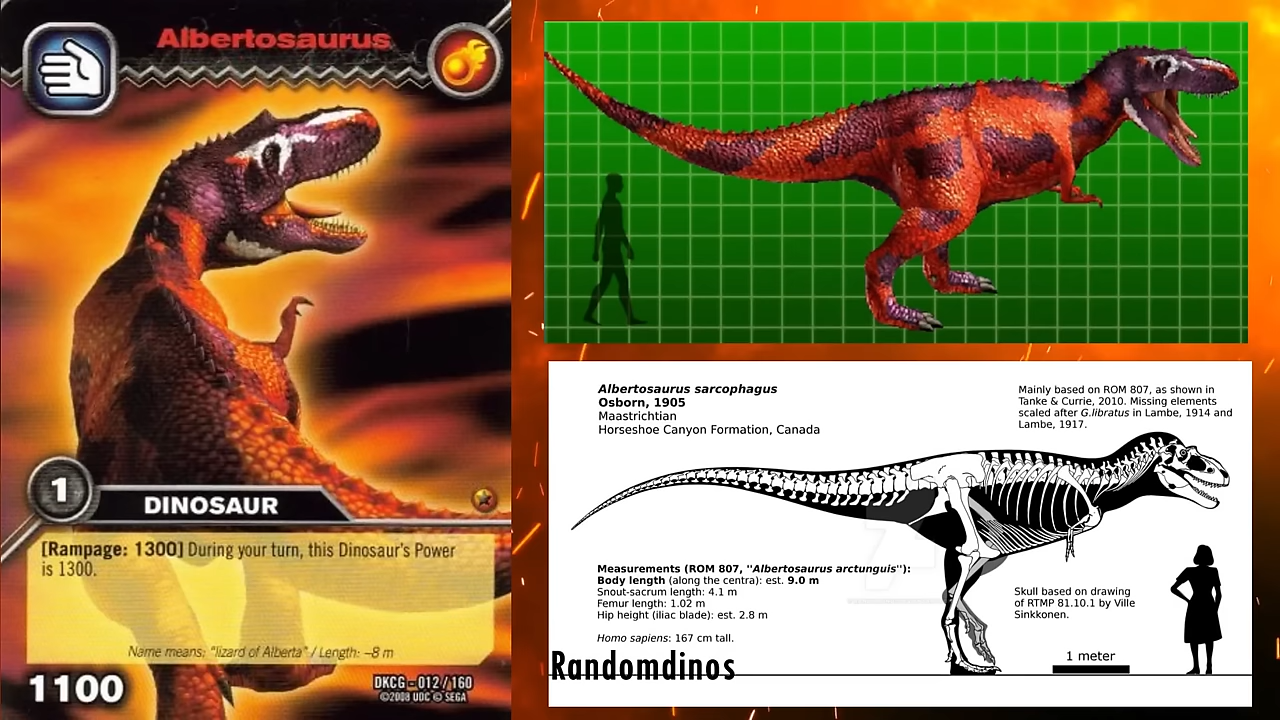 Albertosaurus
1
DINOSAUR
[Rampage: 1300] During your turn, this Dinosaur's Power
is 1300.
Name means: "lizard of Alberta" / Length: ~8 m
1100
DKCG - 012/160
©2008 UDC © SEGA
Albertosaurus sarcophagus
Osborn, 1905
Maastrichtian
Horseshoe Canyon Formation, Canada
Mainly based on ROM 807, as shown in
Tanke & Currie, 2010. Missing elements
scaled after G.libratus in Lambe, 1914 and
Lambe, 1917.
Measurements (ROM 807, "Albertosaurus arctunguis"):
Body length (along the centra): est. 9.0 m
Snout-sacrum length: 4.1 m
Femur length: 1.02 m
Hip height (iliac blade): est. 2.8 m
Homo sapiens: 167 cm tall.
Skull based on drawing
of RTMP 81.10.1 by Ville
Sinkkonen.
1 meter
Randomdinos